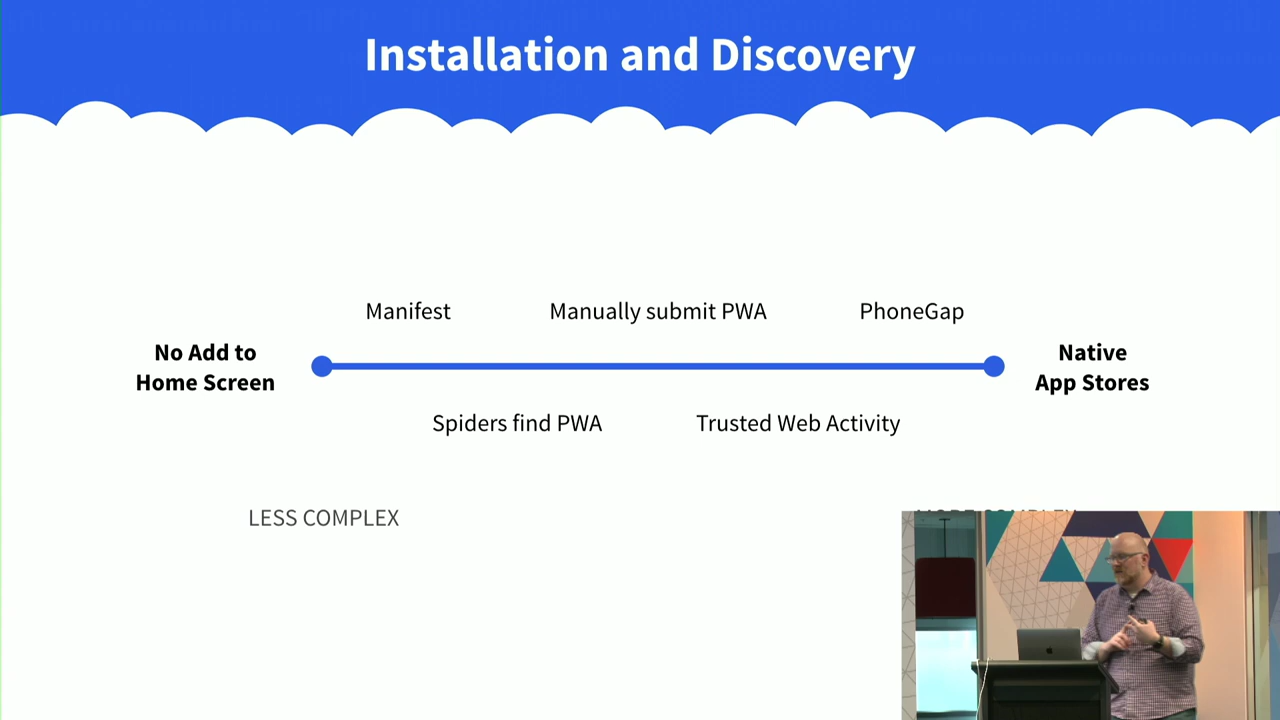 Installation and Discovery
Manifest
Manually submit PWA
PhoneGap
No Add to
Home Screen
Native
App Stores
Spiders find PWA
Trusted Web Activity
LESS COMPLEX